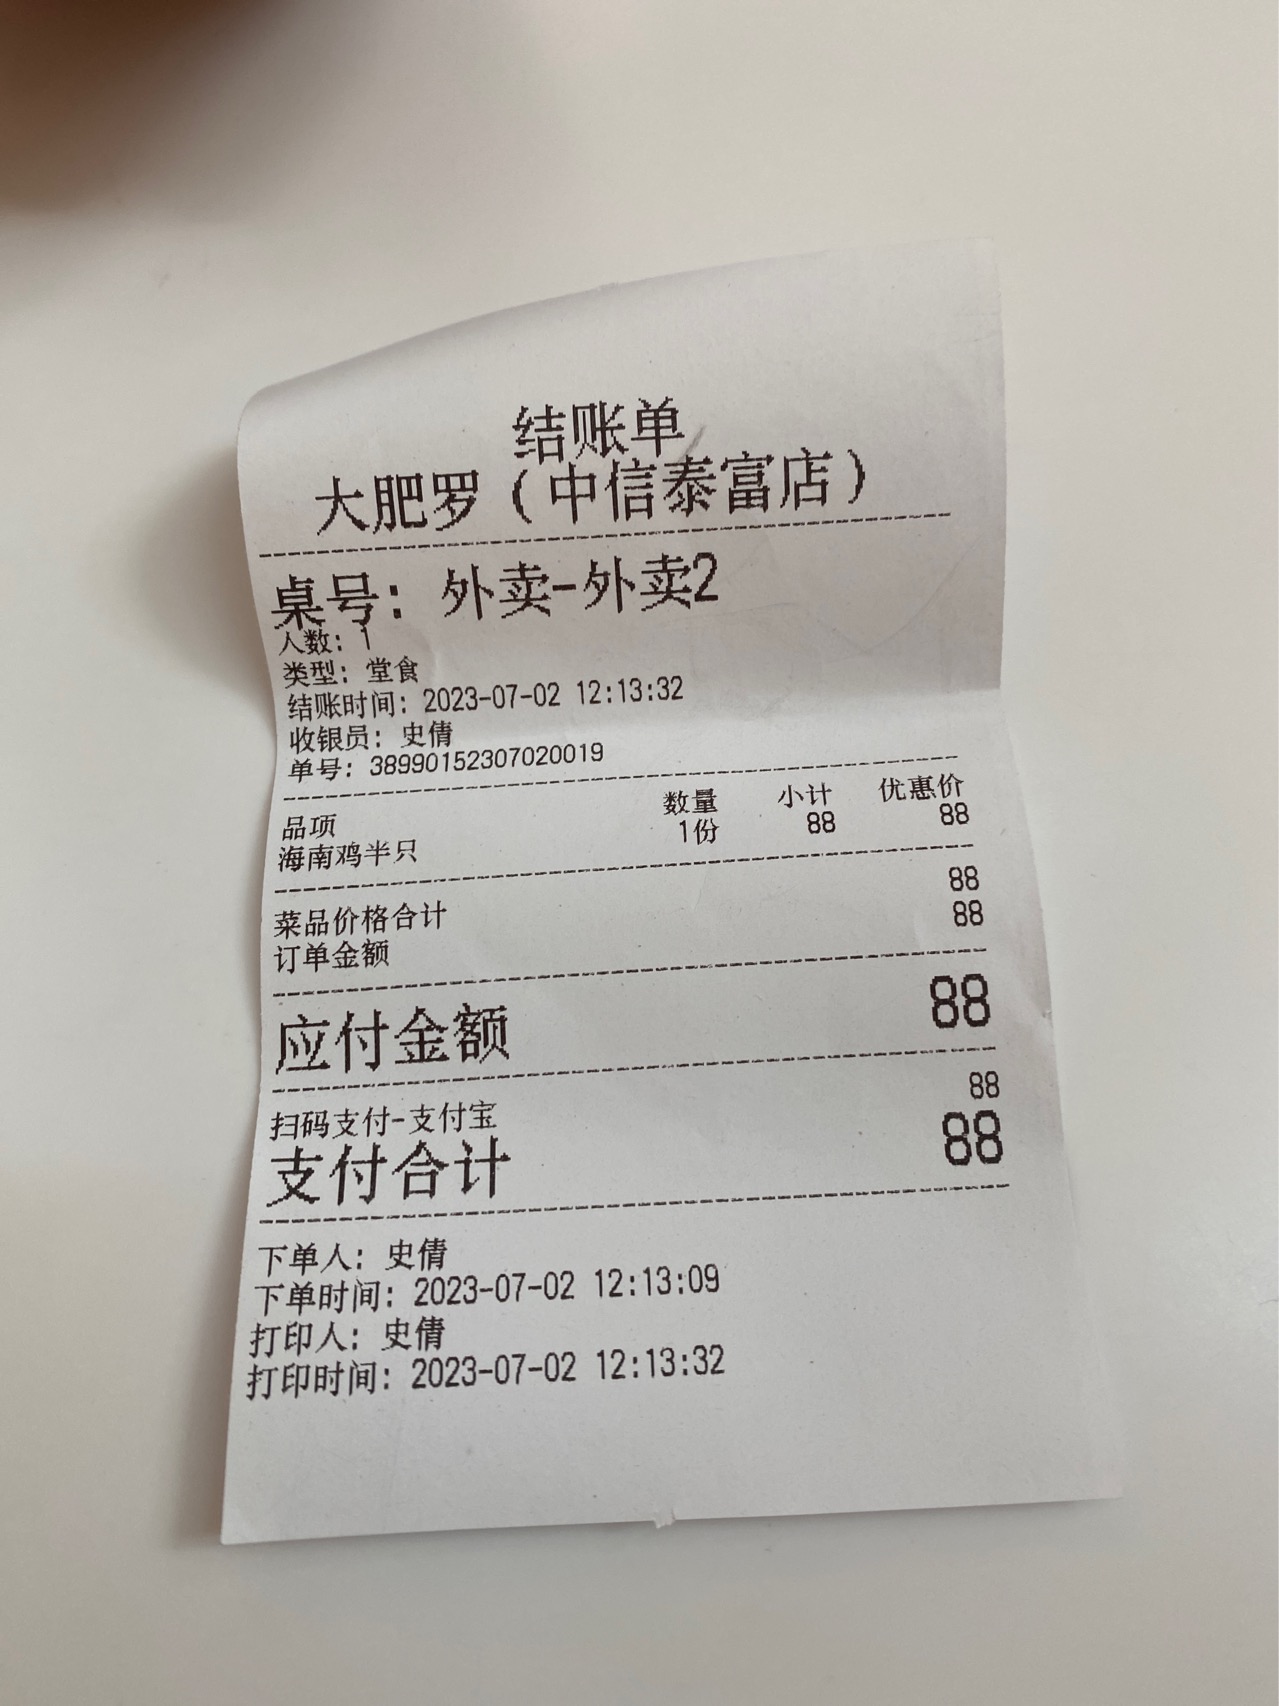 结账单
大肥罗（中信泰富店）
桌号: 外卖-外卖2
人数: 1
类型: 堂食
结账时间: 2023-07-02 12:13:32
收银员: 史倩
单号: 38990152307020019
品项 数量 小计 优惠价
海南鸡半只 1份 88 88
菜品价格合计 88
订单金额 88
应付金额 88
扫码支付-支付宝 88
支付合计 88
下单人: 史倩
下单时间: 2023-07-02 12:13:09
打印人: 史倩
打印时间: 2023-07-02 12:13:32